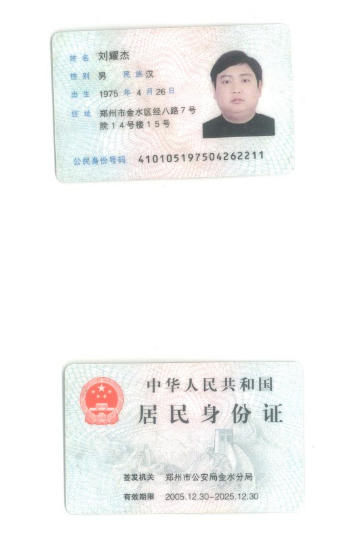 姓名 刘耀杰
性别 男 民族 汉
出生 1975 年 4 月 26 日
住址 郑州市金水区经八路7号
院14号楼15号
公民身份号码 410105197504262211
中华人民共和国
居民身份证
签发机关 郑州市公安局金水分局
有效期限 2005.12.30-2025.12.30